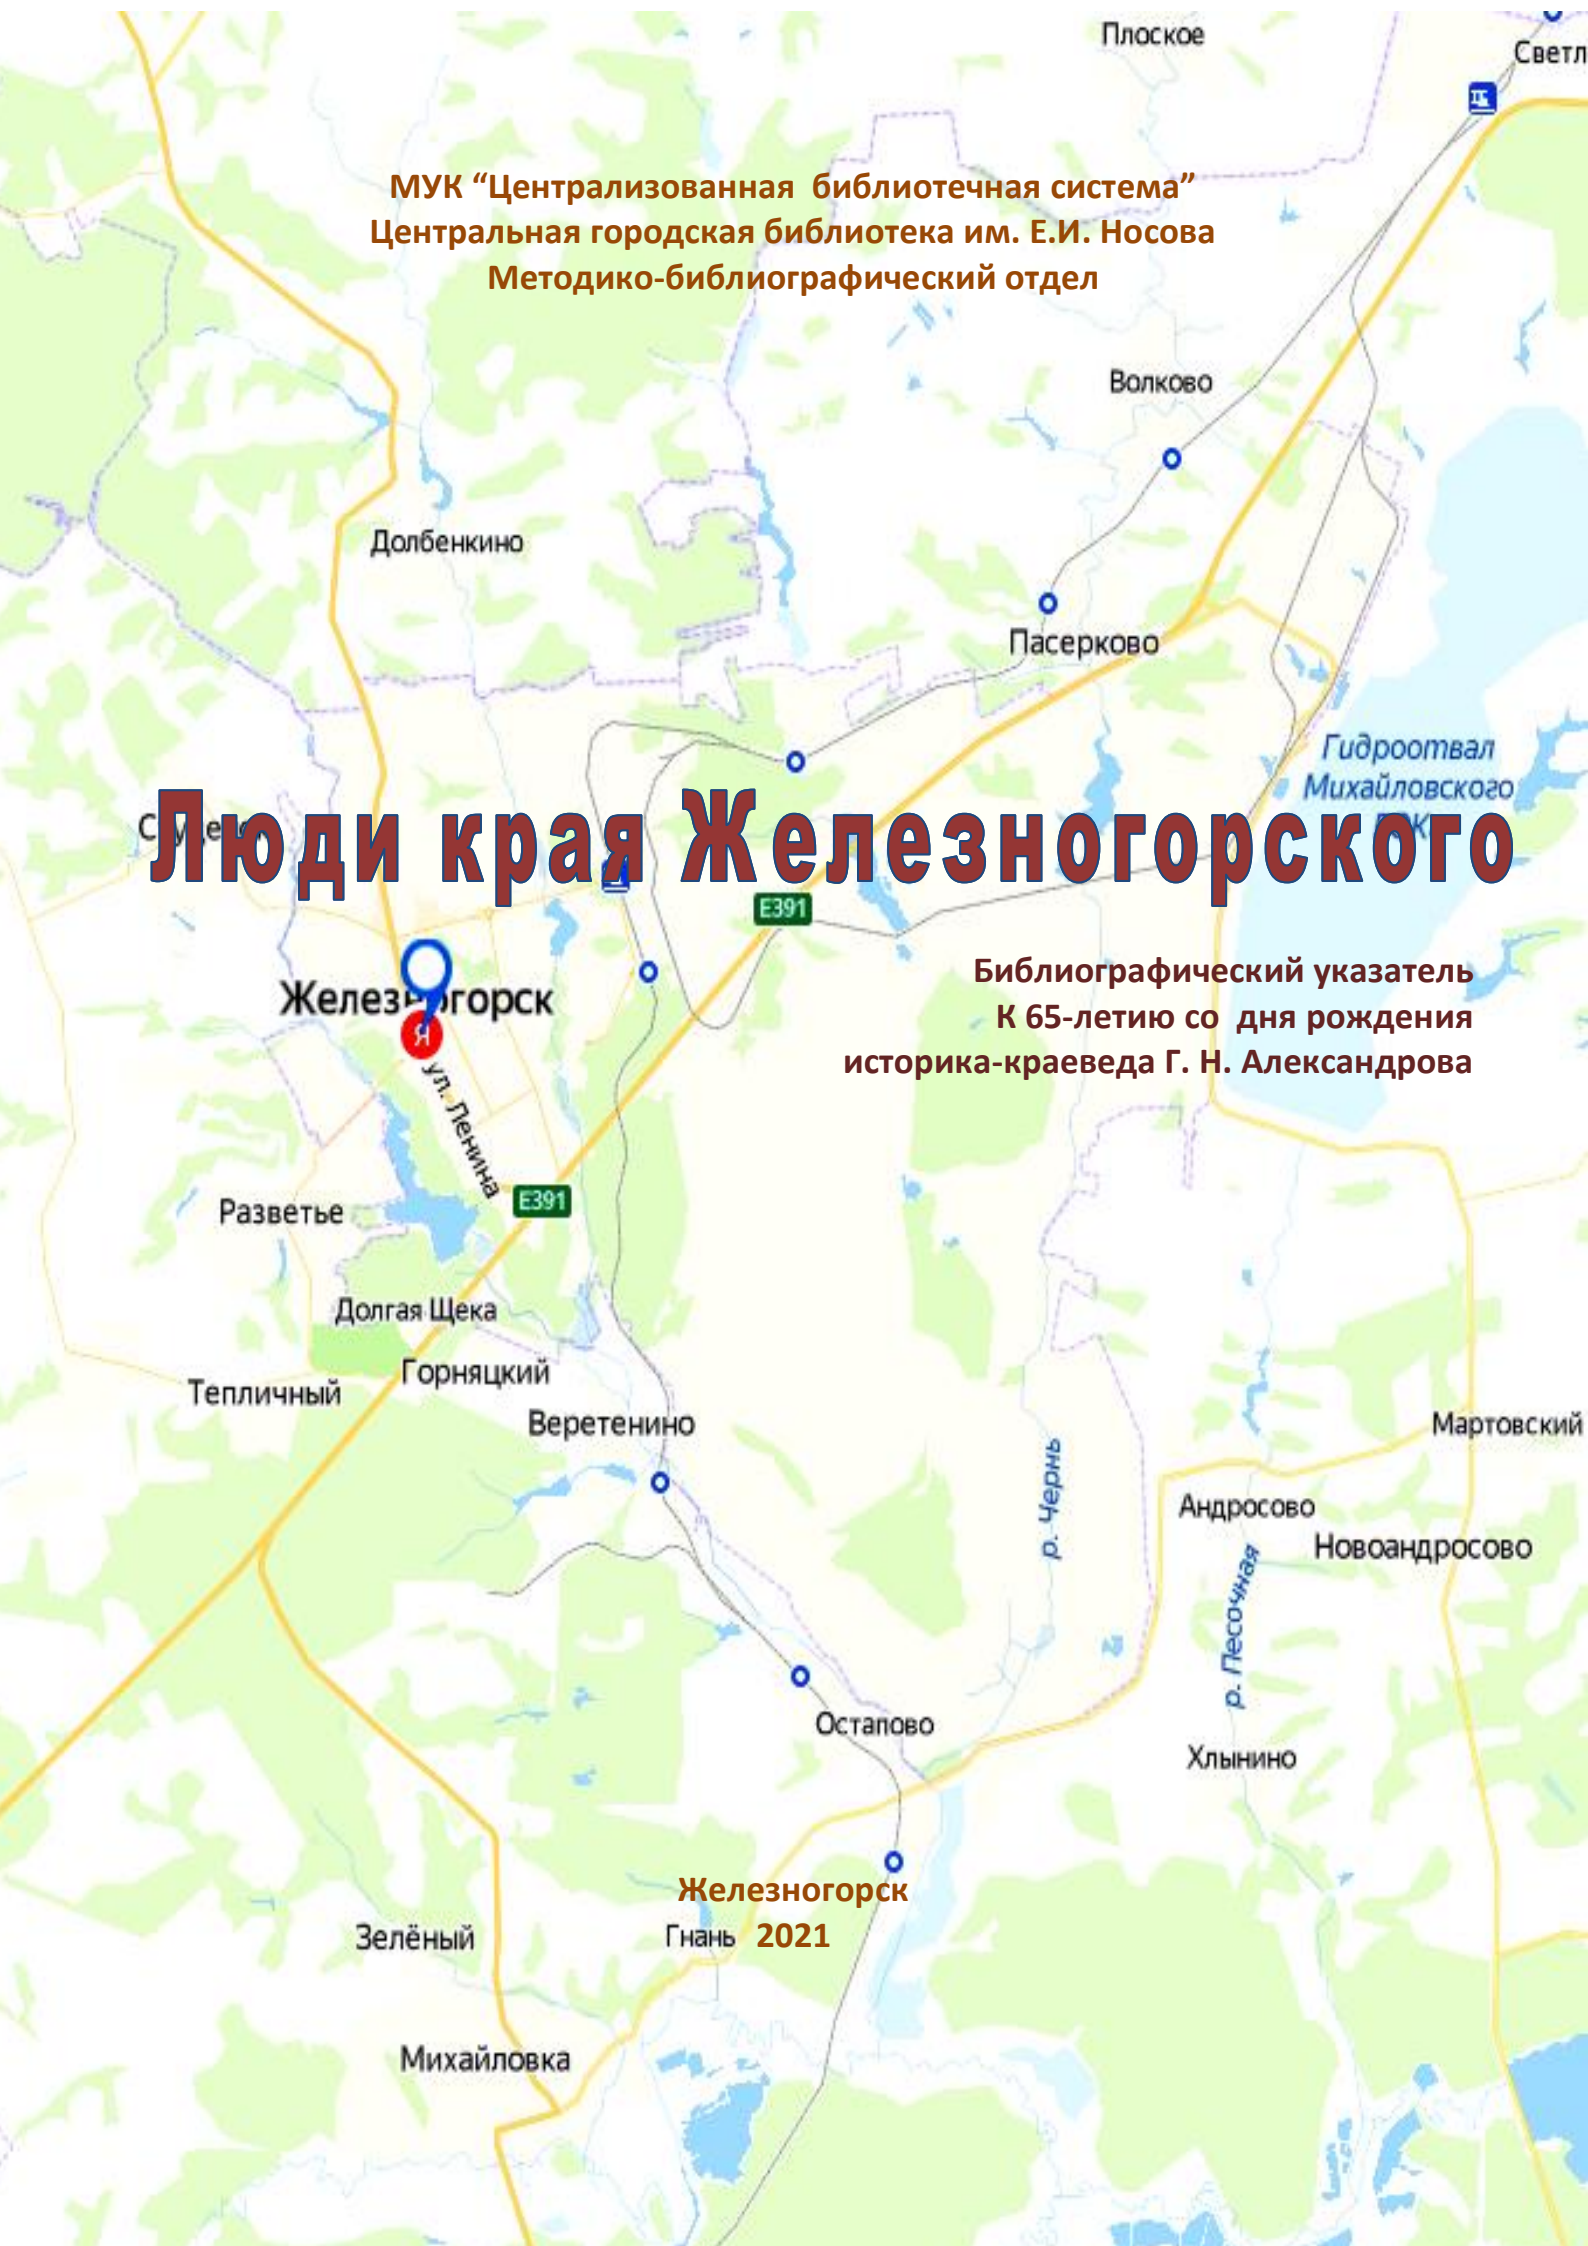 Плоское
Светл
МУК “Централизованная библиотечная система”
Центральная городская библиотека им. Е.И. Носова
Методико-библиографический отдел
Волково
Долбенкино
Пасерково
Гидроотвал
Михайловского
Люди края Железногорского
E391
Библиографический указатель
К 65-летию со дня рождения
историка-краеведа Г. Н. Александрова
Железногорск
Я
ул. Ленина
E391
Разветье
Долгая Щека
Горняцкий
Тепличный
Веретенино
Мартовский
р. Чернь
Андросово
Новоандросово
р. Песочная
Остапово
Хлынино
Железногорск
2021
Зелёный
Гнань
Михайловка